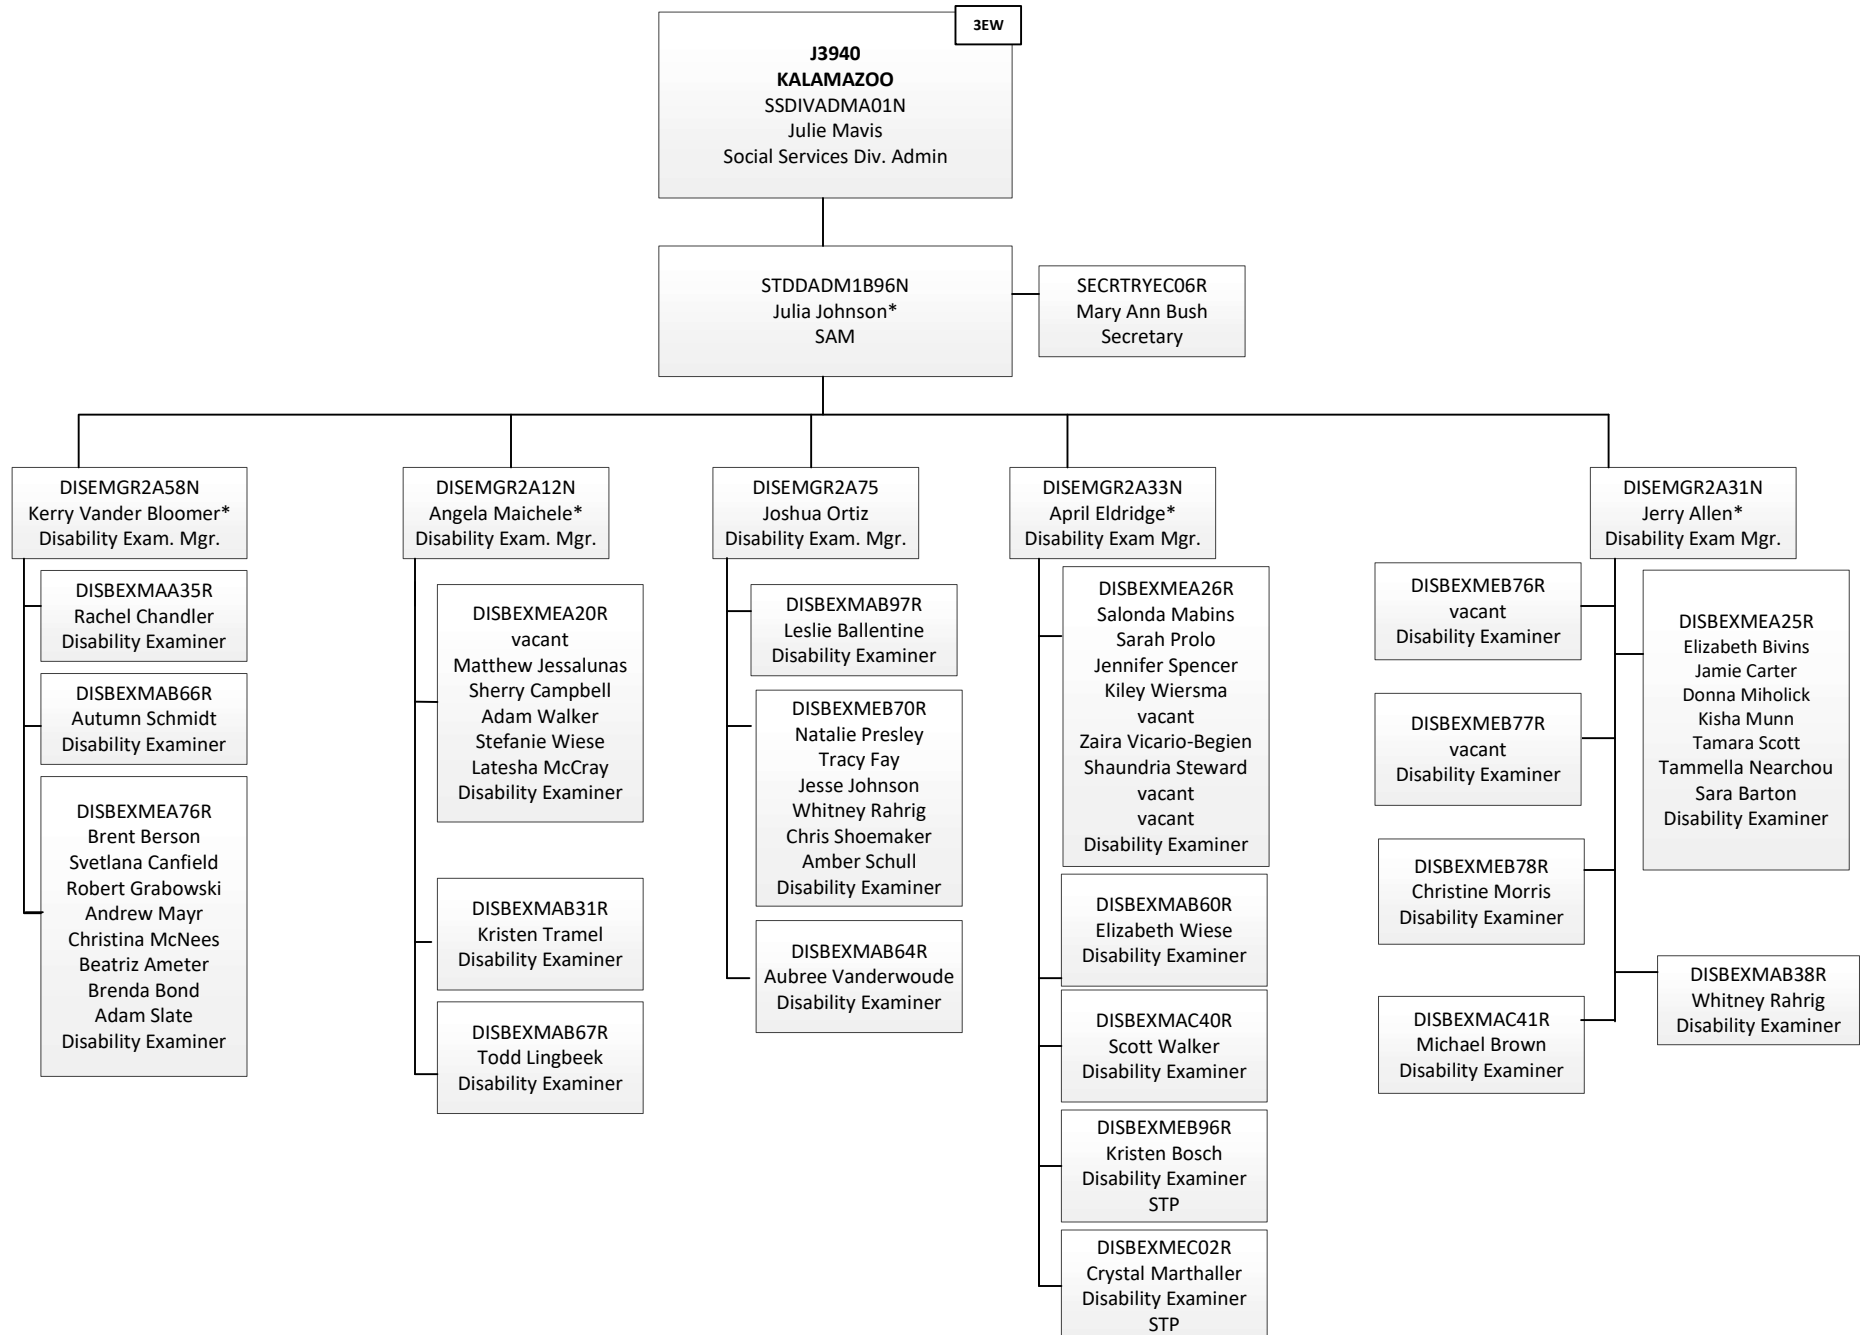 3EW
J3940
KALAMAZOO
SSDIVADMA01N
Julie Mavis
Social Services Div. Admin
STDDADM1B96N
Julia Johnson*
SAM
SECRTRYEC06R
Mary Ann Bush
Secretary
DISEMGR2A58N
Kerry Vander Bloomer*
Disability Exam. Mgr.
DISBEXMAA35R
Rachel Chandler
Disability Examiner
DISBEXMAB66R
Autumn Schmidt
Disability Examiner
DISBEXMEA76R
Brent Berson
Svetlana Canfield
Robert Grabowski
Andrew Mayr
Christina McNees
Beatriz Ameter
Brenda Bond
Adam Slate
Disability Examiner
DISEMGR2A12N
Angela Maichele*
Disability Exam. Mgr.
DISBEXMEA20R
vacant
Matthew Jessalunas
Sherry Campbell
Adam Walker
Stefanie Wiese
Latesha McCray
Disability Examiner
DISBEXMAB31R
Kristen Tramel
Disability Examiner
DISBEXMAB67R
Todd Lingbeek
Disability Examiner
DISEMGR2A75
Joshua Ortiz
Disability Exam. Mgr.
DISBEXMAB97R
Leslie Ballentine
Disability Examiner
DISBEXMEB70R
Natalie Presley
Tracy Fay
Jesse Johnson
Whitney Rahrig
Chris Shoemaker
Amber Schull
Disability Examiner
DISBEXMAB64R
Aubree Vanderwoude
Disability Examiner
DISEMGR2A33N
April Eldridge*
Disability Exam Mgr.
DISBEXMEA26R
Salonda Mabins
Sarah Prolo
Jennifer Spencer
Kiley Wiersma
vacant
Zaira Vicario-Begien
Shaundria Steward
vacant
vacant
Disability Examiner
DISBEXMAB60R
Elizabeth Wiese
Disability Examiner
DISBEXMAC40R
Scott Walker
Disability Examiner
DISBEXMEB96R
Kristen Bosch
Disability Examiner
STP
DISBEXMEC02R
Crystal Marthaller
Disability Examiner
STP
DISEMGR2A31N
Jerry Allen*
Disability Exam Mgr.
DISBEXMEB76R
vacant
Disability Examiner
DISBEXMEB77R
vacant
Disability Examiner
DISBEXMEB78R
Christine Morris
Disability Examiner
DISBEXMAC41R
Michael Brown
Disability Examiner
DISBEXMEA25R
Elizabeth Bivins
Jamie Carter
Donna Miholick
Kisha Munn
Tamara Scott
Tammella Nearchou
Sara Barton
Disability Examiner
DISBEXMAB38R
Whitney Rahrig
Disability Examiner